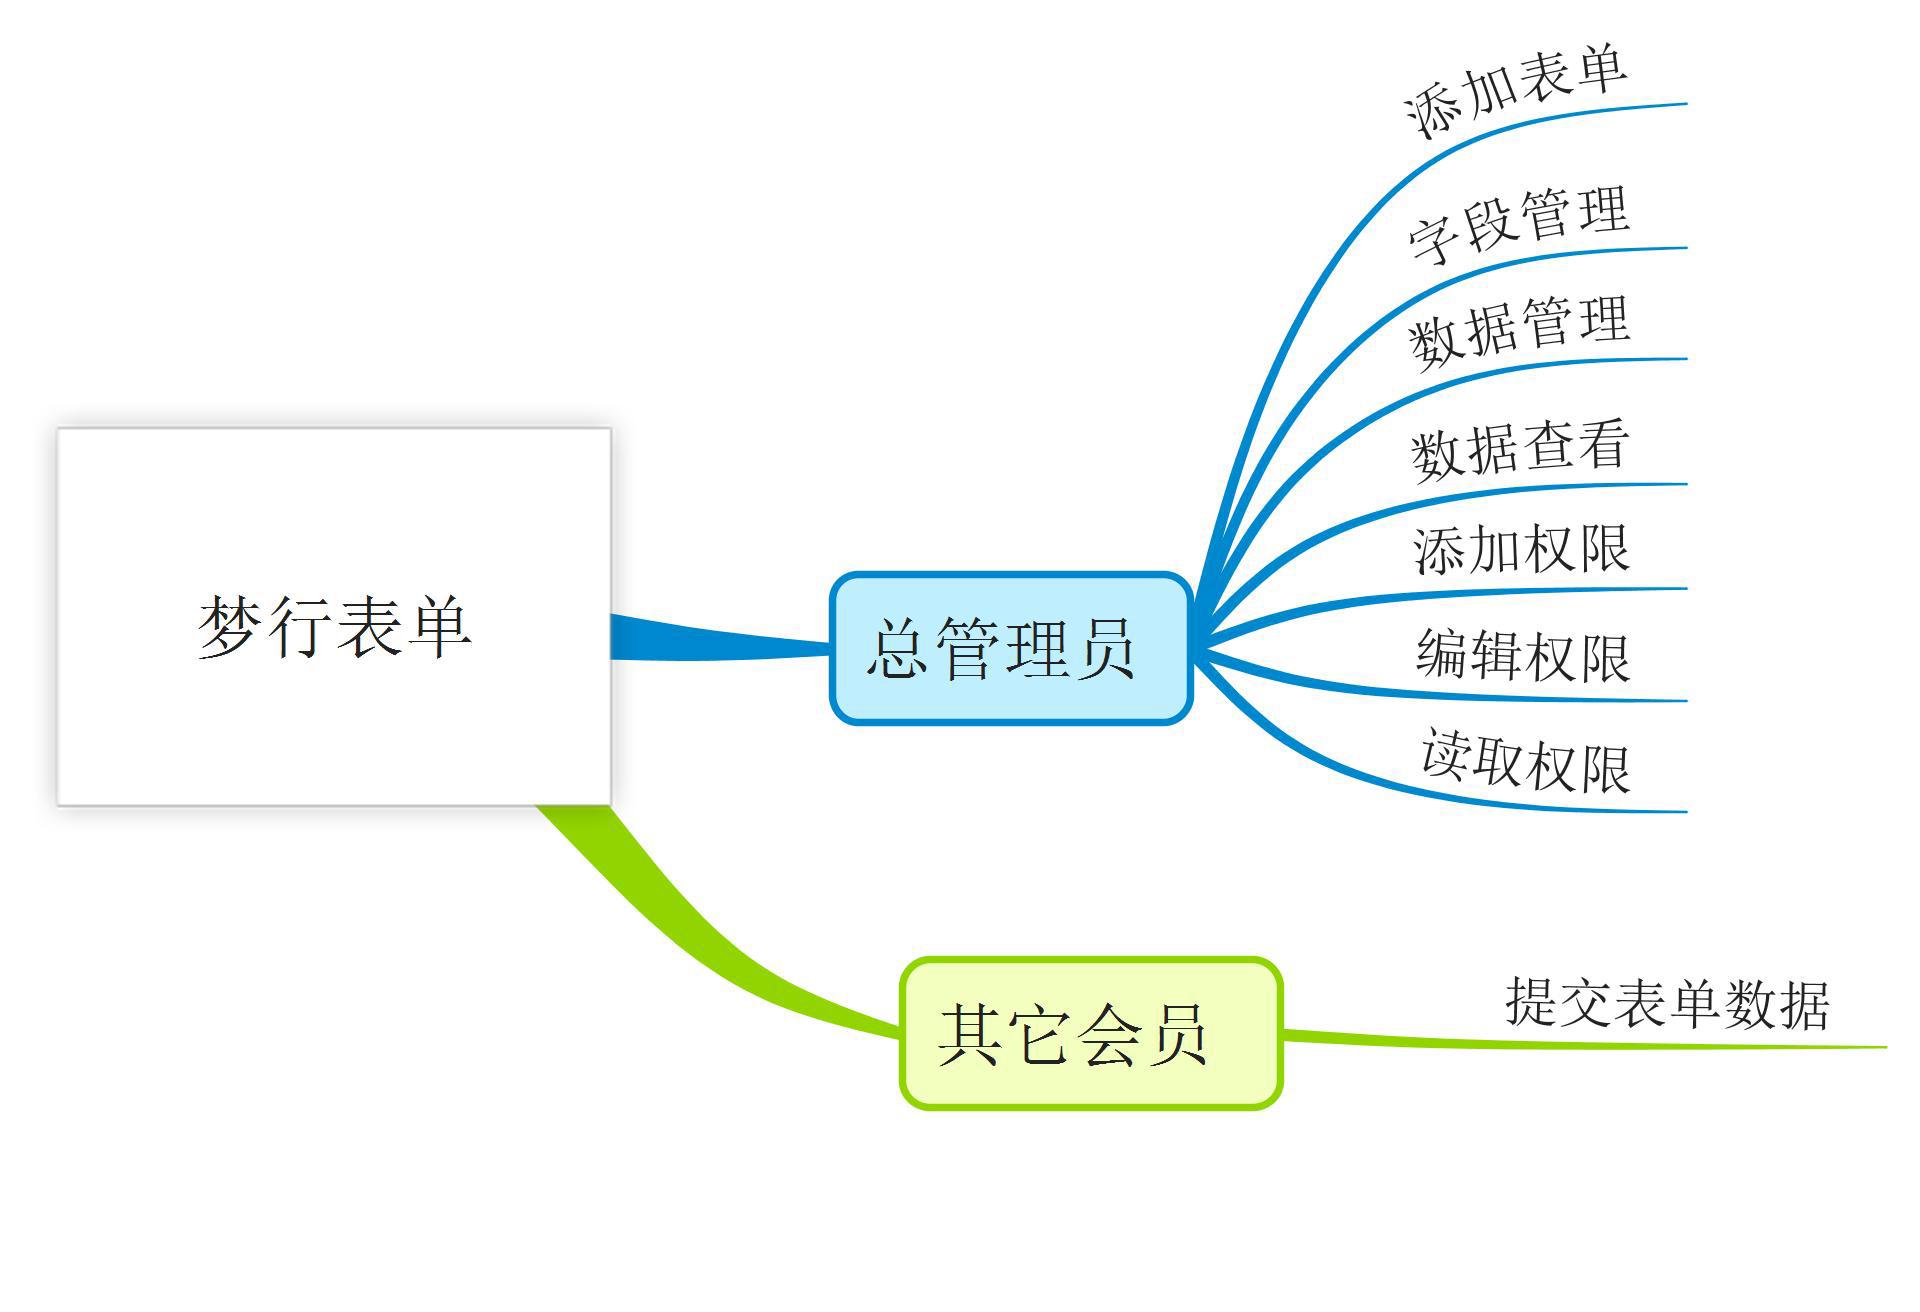 梦行表单
总管理员
添加表单
字段管理
数据管理
数据查看
添加权限
编辑权限
读取权限
其它会员
提交表单数据